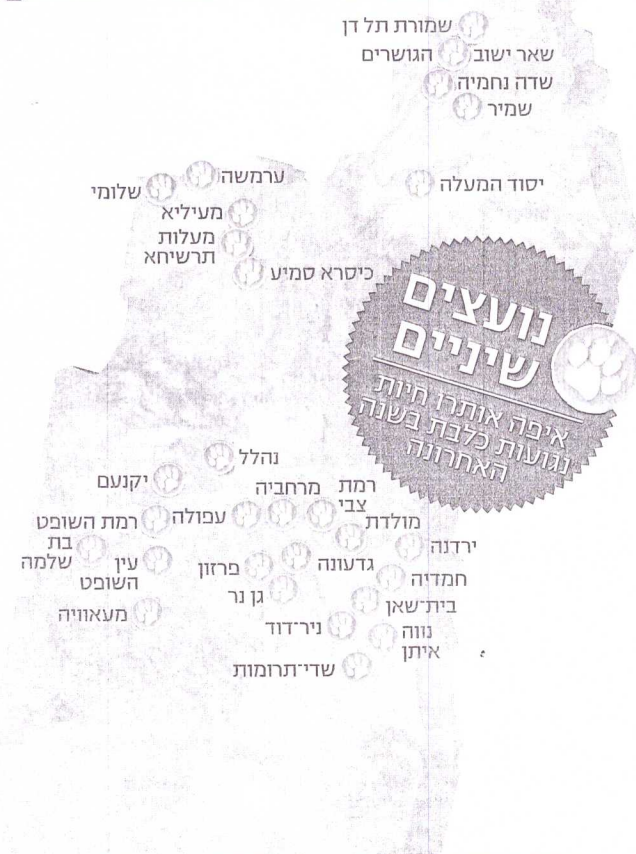 שמורת תל דן
שאר ישוב
הגושרים
שדה נחמיה
שמיר
יסוד המעלה
ערמשה
שלומי
מעיליא
מעלות
תרשיחא
כיסרא סמיע
נועצים
שיניים
איפה אותרו חיות
נגועות כלבת בשנה
האחרונה
נהלל
יקנעם
רמת
צבי
מרחביה
עפולה
רמת השופט
מולדת
בת
שלמה
עין
השופט
ירדנה
גדעונה
פרזון
חמדיה
גן נר
בית־שאן
מעאוויה
ניר־דוד
נווה
איתן
שדי־תרומות